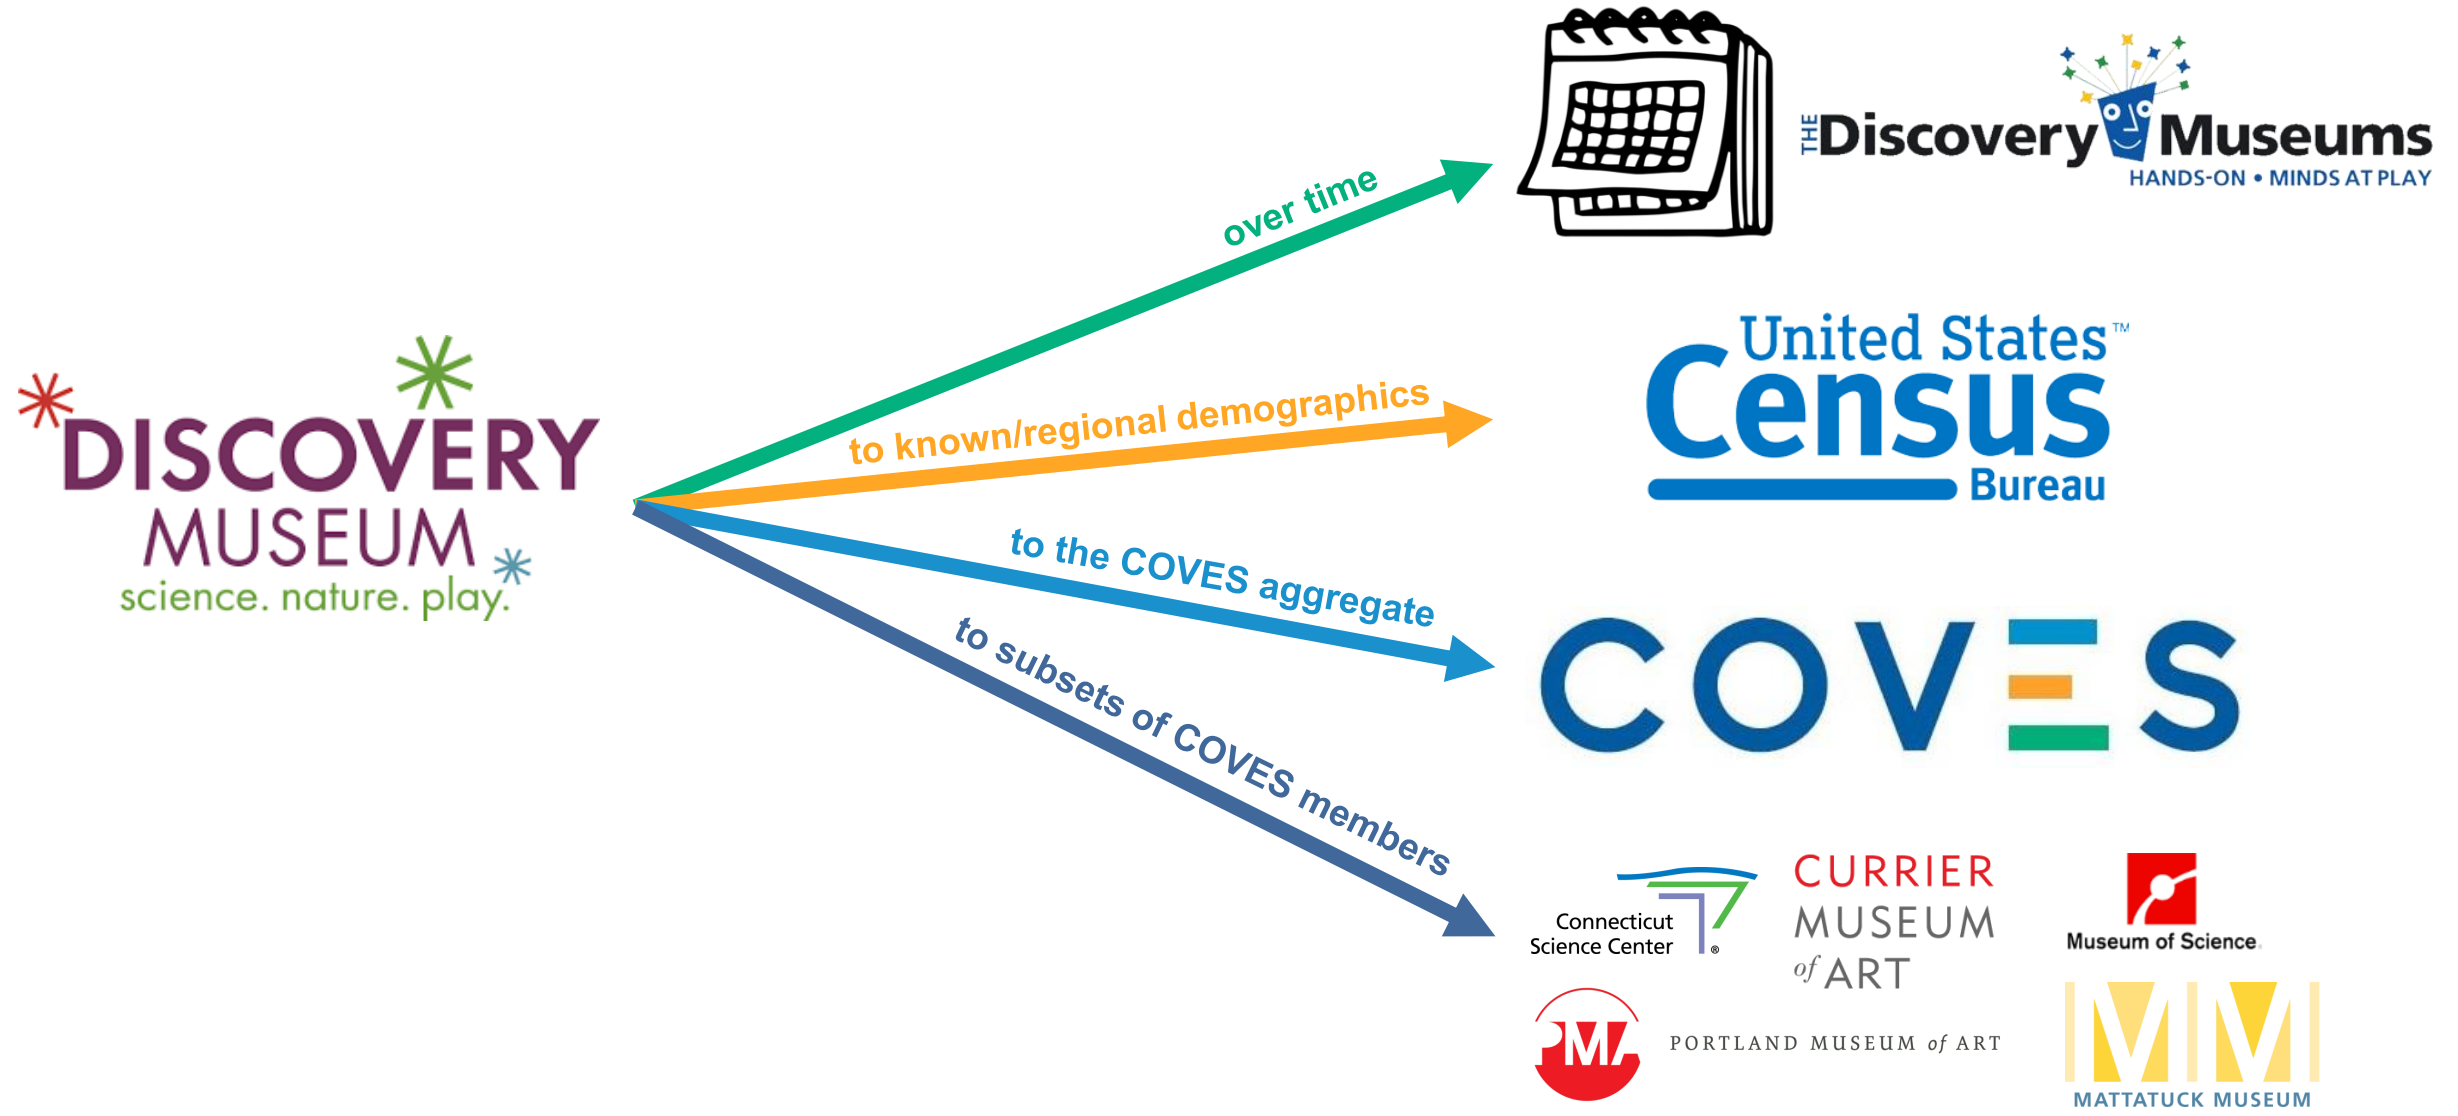 DISCOVERY
MUSEUM
science. nature. play.
over time
to known/regional demographics
to the COVES aggregate
to subsets of COVES members
THE Discovery Museums
HANDS-ON • MINDS AT PLAY
United States™
Census
Bureau
COVES
Connecticut
Science Center ®
CURRIER
MUSEUM
of ART
Museum of Science
PMA
PORTLAND MUSEUM of ART
MM
MATTATUCK MUSEUM